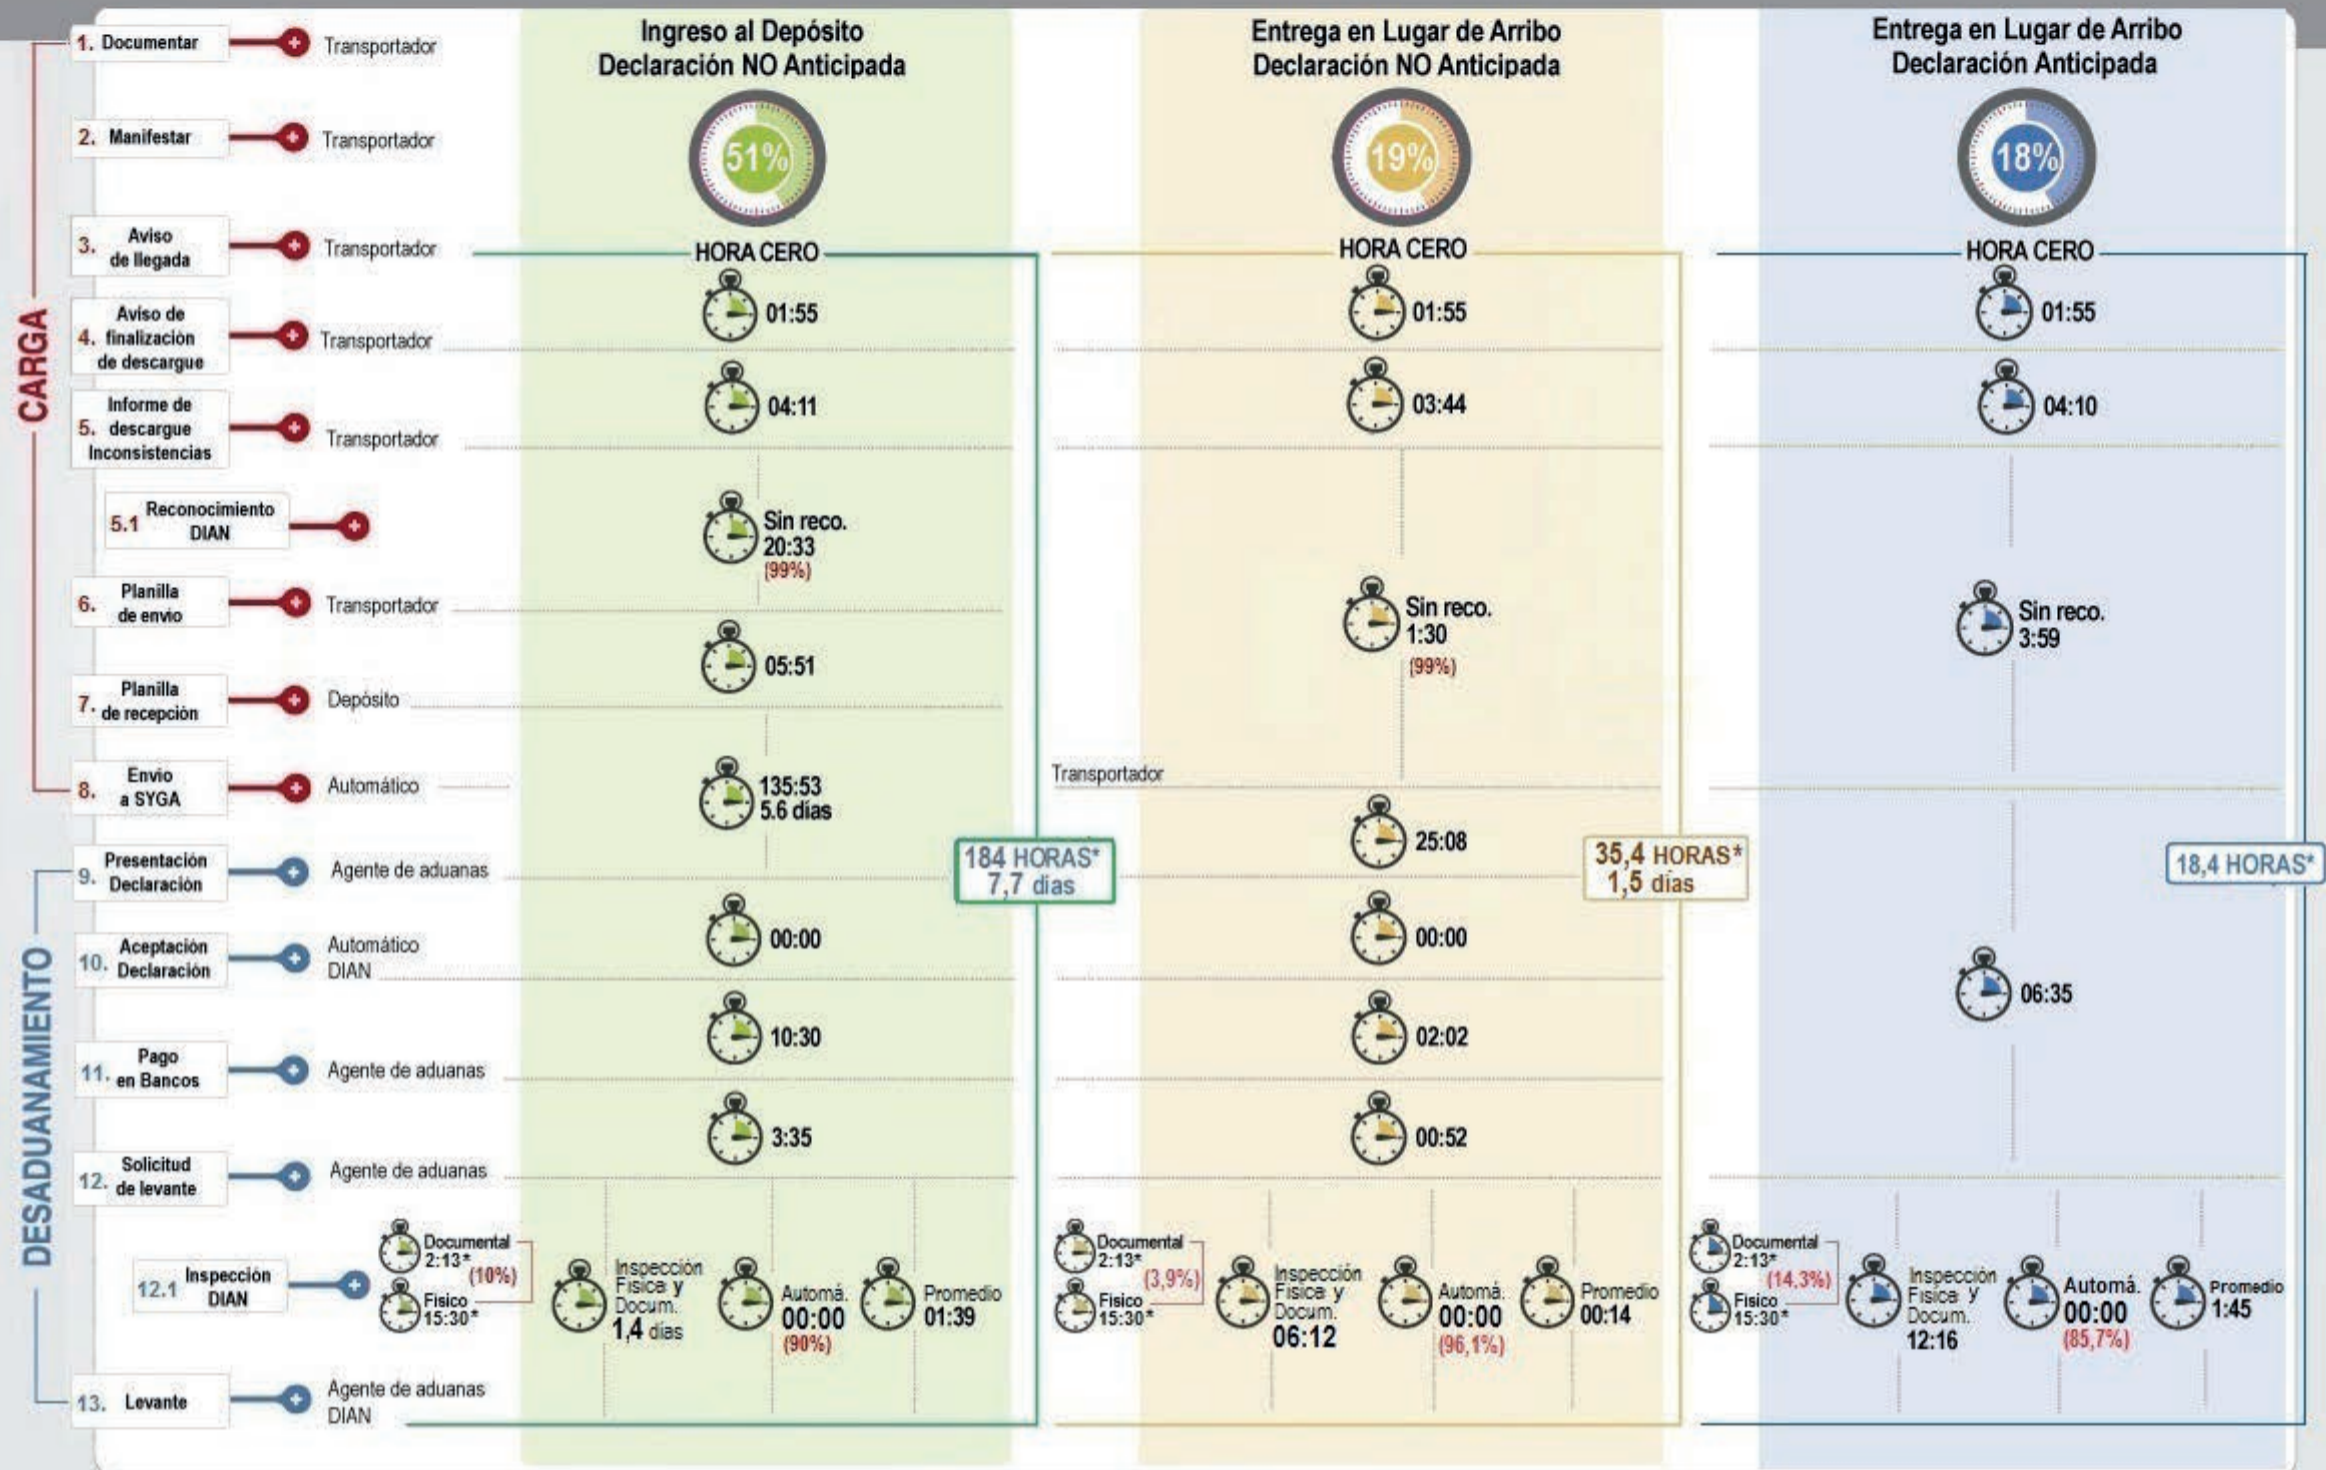 Ingreso al Depósito
Declaración NO Anticipada
Entrega en Lugar de Arribo
Declaración NO Anticipada
Entrega en Lugar de Arribo
Declaración Anticipada
51%
19%
18%
CARGA
1. Documentar
Transportador
2. Manifestar
Transportador
3. Aviso
de llegada
Transportador
HORA CERO
HORA CERO
HORA CERO
01:55
01:55
01:55
4. Aviso de
finalización
de descargue
Transportador
04:11
03:44
04:10
5. Informe de
descargue
Inconsistencias
Transportador
5.1 Reconocimiento
DIAN
Sin reco.
20:33
(99%)
6. Planilla
de envio
Transportador
Sin reco.
1:30
(99%)
Sin reco.
3:59
05:51
7. Planilla
de recepción
Depósito
8. Envio
a SYGA
Automático
135:53
5.6 días
Transportador
25:08
DESADUANAMIENTO
9. Presentación
Declaración
Agente de aduanas
184 HORAS*
7,7 dias
35,4 HORAS*
1,5 días
18,4 HORAS*
00:00
00:00
10. Aceptación
Declaración
Automático
DIAN
06:35
10:30
02:02
11. Pago
en Bancos
Agente de aduanas
3:35
00:52
12. Solicitud
de levante
Agente de aduanas
12.1 Inspección
DIAN
Documental
2:13*
(10%)
Fisico
15:30*
Inspección
Fisica y
Docum.
1,4 días
Automá.
00:00
(90%)
Promedio
01:39
Documental
2:13*
(3,9%)
Fisico
15:30*
Inspección
Fisica y
Docum.
06:12
Automá.
00:00
(96,1%)
Promedio
00:14
Documental
2:13*
(14,3%)
Fisico
15:30*
Inspección
Fisica y
Docum.
12:16
Automá.
00:00
(85,7%)
Promedio
1:45
13. Levante
Agente de aduanas
DIAN